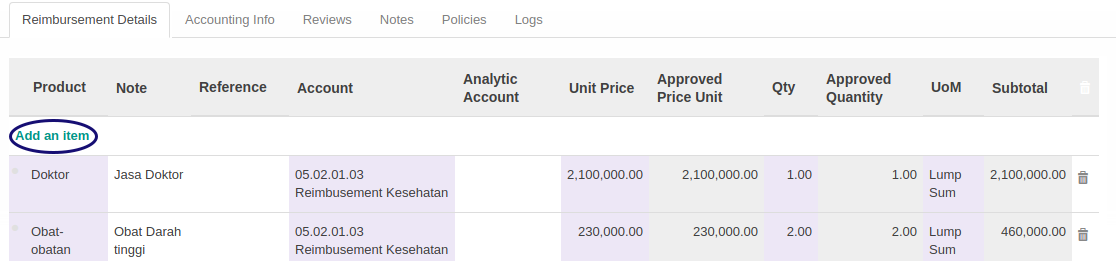 Reimbursement Details Accounting Info Reviews Notes Policies Logs
Product Note Reference Account Analytic Account Unit Price Approved Price Unit Qty Approved Quantity UoM Subtotal
Add an item
Doktor Jasa Doktor 05.02.01.03 Reimbusement Kesehatan 2,100,000.00 2,100,000.00 1.00 1.00 Lump Sum 2,100,000.00
Obat-obatan Obat Darah tinggi 05.02.01.03 Reimbusement Kesehatan 230,000.00 230,000.00 2.00 2.00 Lump Sum 460,000.00